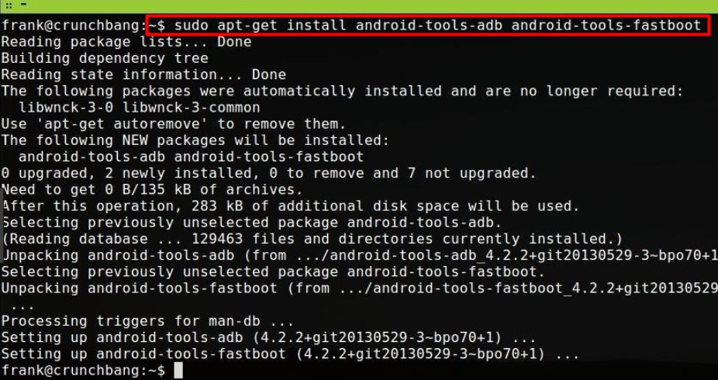 frank@crunchbang:~$ sudo apt-get install android-tools-adb android-tools-fastboot
Reading package lists... Done
Building dependency tree
Reading state information... Done
The following packages were automatically installed and are no longer required:
  libwnck-3-0 libwnck-3-common
Use 'apt-get autoremove' to remove them.
The following NEW packages will be installed:
  android-tools-adb android-tools-fastboot
0 upgraded, 2 newly installed, 0 to remove and 7 not upgraded.
Need to get 0 B/135 kB of archives.
After this operation, 283 kB of additional disk space will be used.
Selecting previously unselected package android-tools-adb.
(Reading database ... 129463 files and directories currently installed.)
Unpacking android-tools-adb (from .../android-tools-adb_4.2.2+git20130529-3~bpo70+1
Selecting previously unselected package android-tools-fastboot.
Unpacking android-tools-fastboot (from .../android-tools-fastboot_4.2.2+git20130529
 ...
Processing triggers for man-db ...
Setting up android-tools-adb (4.2.2+git20130529-3~bpo70+1) ...
Setting up android-tools-fastboot (4.2.2+git20130529-3~bpo70+1) ...
frank@crunchbang:~$